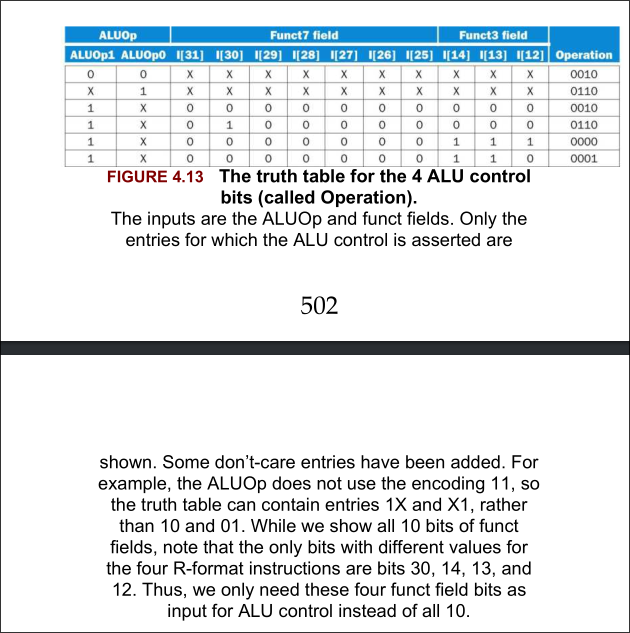 ALUOp Funct7 field Funct3 field
ALUOp1 ALUOp0 I[31] I[30] I[29] I[28] I[27] I[26] I[25] I[14] I[13] I[12] Operation
0 0 X X X X X X X X X X 0010
X 1 X X X X X X X X X X 0110
1 X 0 0 0 0 0 0 0 0 0 0 0010
1 X 0 1 0 0 0 0 0 0 0 0 0110
1 X 0 0 0 0 0 0 0 1 1 1 0000
1 X 0 0 0 0 0 0 0 1 1 0 0001
FIGURE 4.13 The truth table for the 4 ALU control
bits (called Operation).
The inputs are the ALUOp and funct fields. Only the
entries for which the ALU control is asserted are
502
shown. Some don’t-care entries have been added. For
example, the ALUOp does not use the encoding 11, so
the truth table can contain entries 1X and X1, rather
than 10 and 01. While we show all 10 bits of funct
fields, note that the only bits with different values for
the four R-format instructions are bits 30, 14, 13, and
12. Thus, we only need these four funct field bits as
input for ALU control instead of all 10.